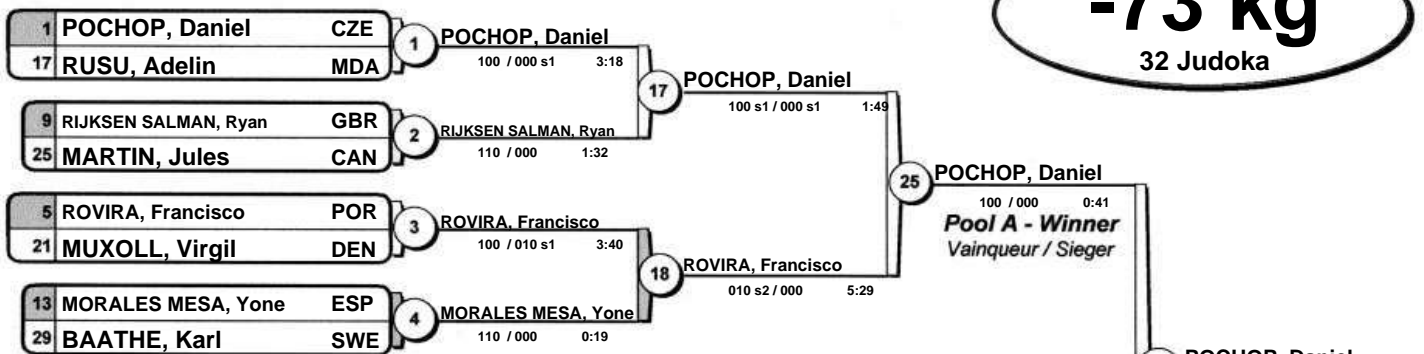 -73 kg
32 Judoka
1 POCHOP, Daniel CZE
17 RUSU, Adelin MDA
1
POCHOP, Daniel
100 / 000 s1 3:18
9 RIJKSEN SALMAN, Ryan GBR
25 MARTIN, Jules CAN
2
RIJKSEN SALMAN, Ryan
110 / 000 1:32
17
POCHOP, Daniel
100 s1 / 000 s1 1:49
5 ROVIRA, Francisco POR
21 MUXOLL, Virgil DEN
3
ROVIRA, Francisco
100 / 010 s1 3:40
13 MORALES MESA, Yone ESP
29 BAATHE, Karl SWE
4
MORALES MESA, Yone
110 / 000 0:19
18
ROVIRA, Francisco
010 s2 / 000 5:29
25
POCHOP, Daniel
100 / 000 0:41
Pool A - Winner
Vainqueur / Sieger